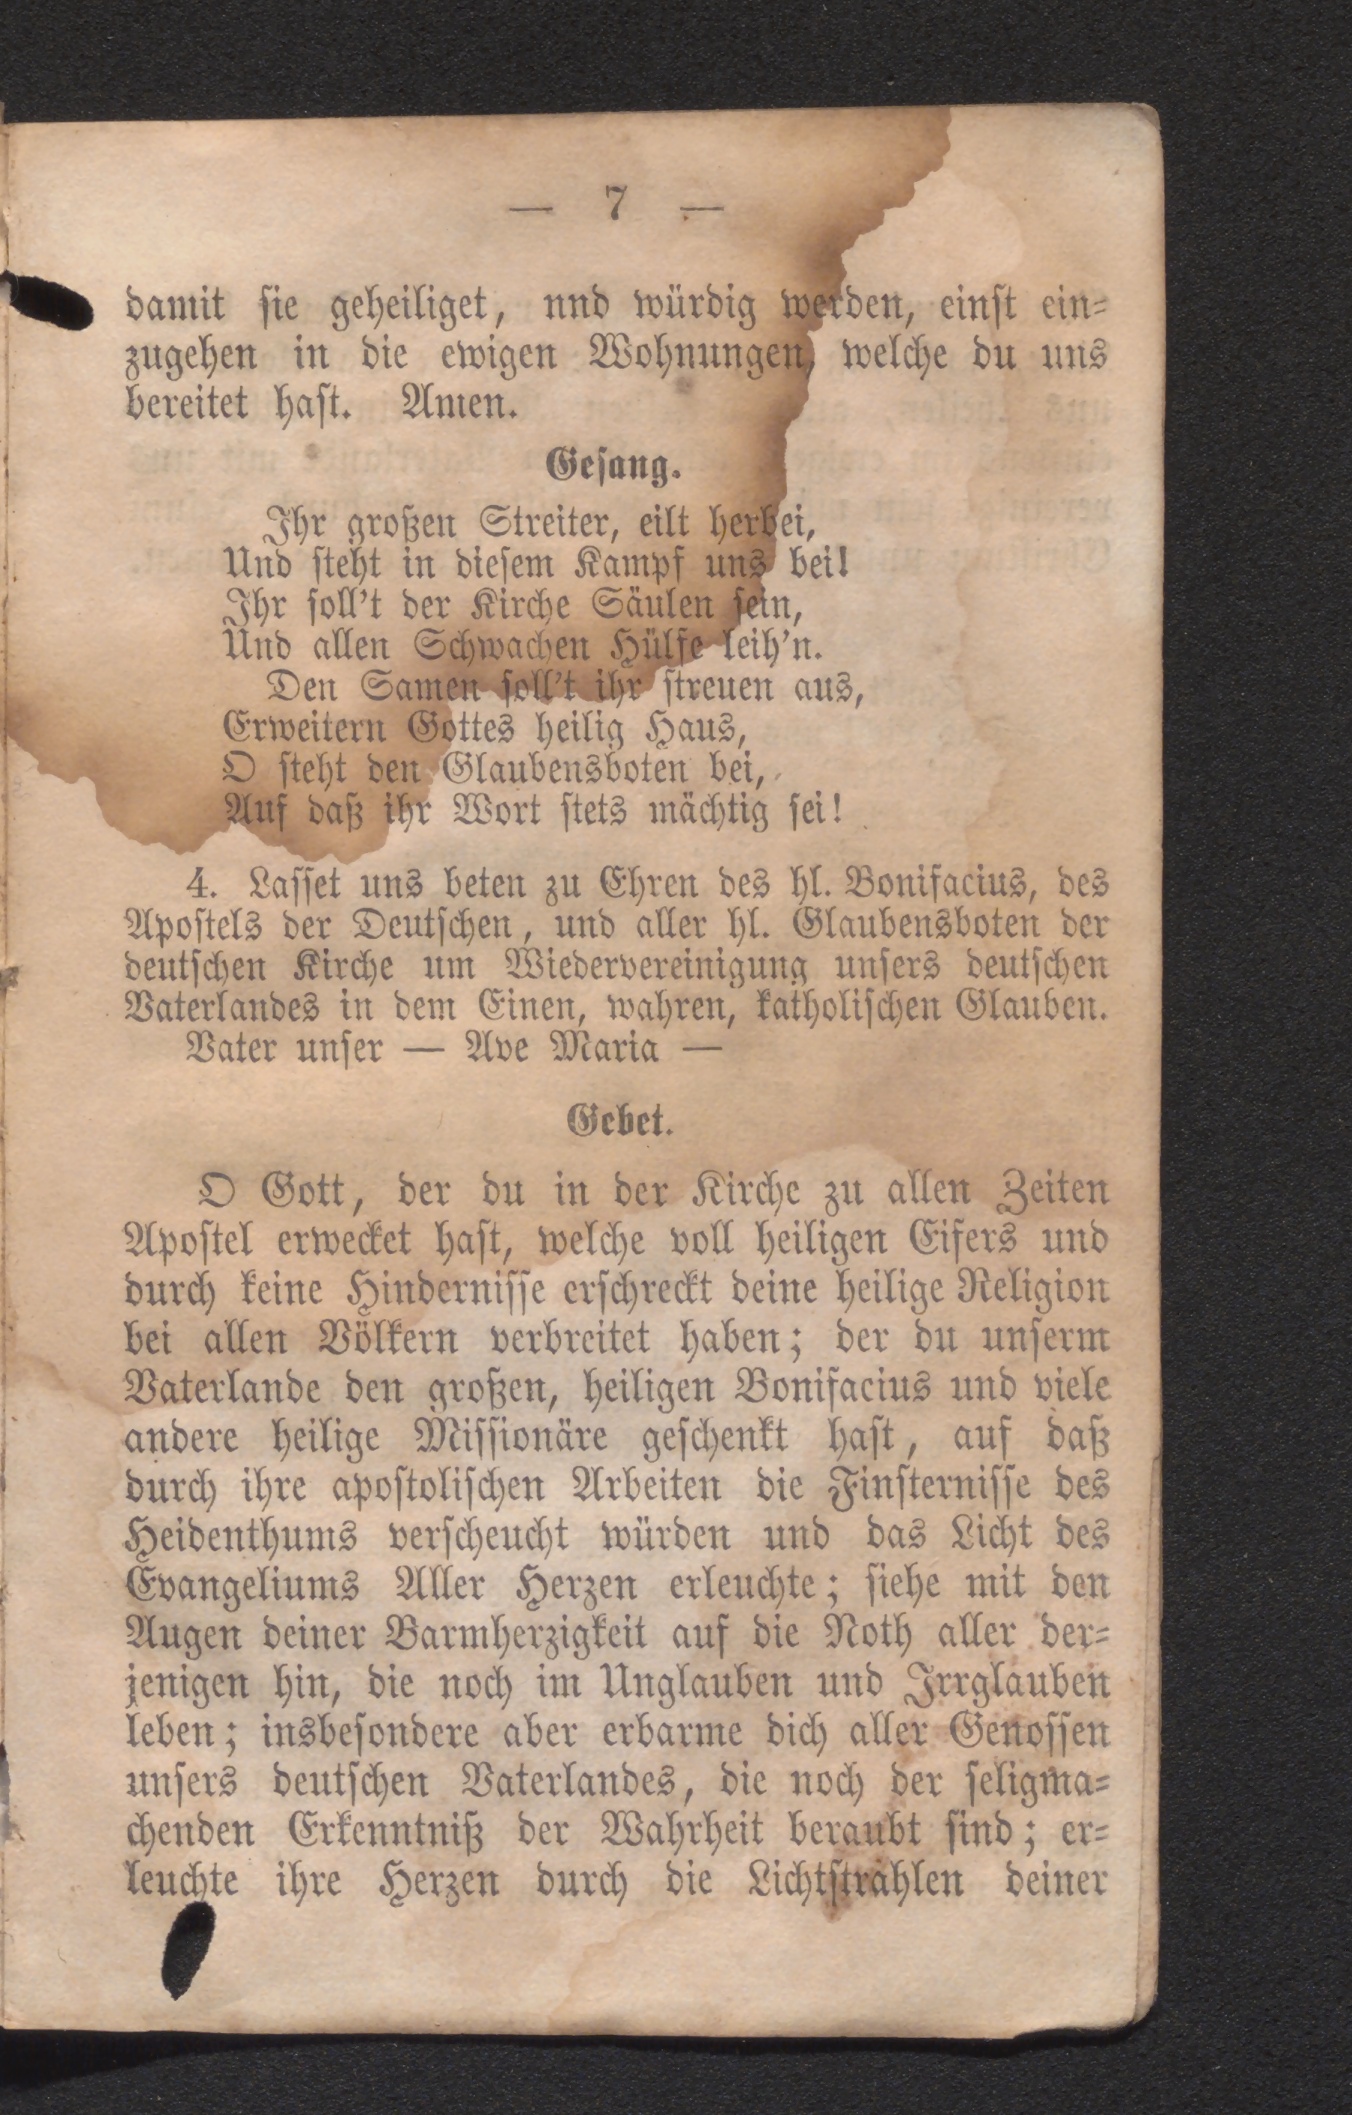 — 7 —
damit sie geheiliget, nnd würdig werden, einst ein-
zugehen in die ewigen Wohnungen, welche du uns
bereitet hast. Amen.
Gesang.
Ihr großen Streiter, eilt herbei,
Und steht in diesem Kampf uns bei!
Ihr soll't der Kirche Säulen sein,
Und allen Schwachen Hülfe leih'n.
Den Samen soll't ihr streuen aus,
Erweitern Gottes heilig Haus,
O steht den Glaubensboten bei,
Auf daß ihr Wort stets mächtig sei!
4. Lasset uns beten zu Ehren des hl. Bonifacius, des
Apostels der Deutschen, und aller hl. Glaubensboten der
deutschen Kirche um Wiedervereinigung unsers deutschen
Vaterlandes in dem Einen, wahren, katholischen Glauben.
Vater unser — Ave Maria —
Gebet.
O Gott, der du in der Kirche zu allen Zeiten
Apostel erwecket hast, welche voll heiligen Eifers und
durch keine Hindernisse erschreckt deine heilige Religion
bei allen Völkern verbreitet haben; der du unserm
Vaterlande den großen, heiligen Bonifacius und viele
andere heilige Missionäre geschenkt hast, auf daß
durch ihre apostolischen Arbeiten die Finsternisse des
Heidenthums verscheucht würden und das Licht des
Evangeliums Aller Herzen erleuchte; siehe mit den
Augen deiner Barmherzigkeit auf die Noth aller der-
jenigen hin, die noch im Unglauben und Irrglauben
leben; insbesondere aber erbarme dich aller Genossen
unsers deutschen Vaterlandes, die noch der seligma-
chenden Erkenntniß der Wahrheit beraubt sind; er-
leuchte ihre Herzen durch die Lichtstrahlen deiner